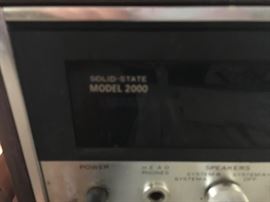 SOLID-STATE
MODEL 2000
POWER
HEAD
PHONES
SPEAKERS
SYSTEM-B
SYSTEM-A
OFF